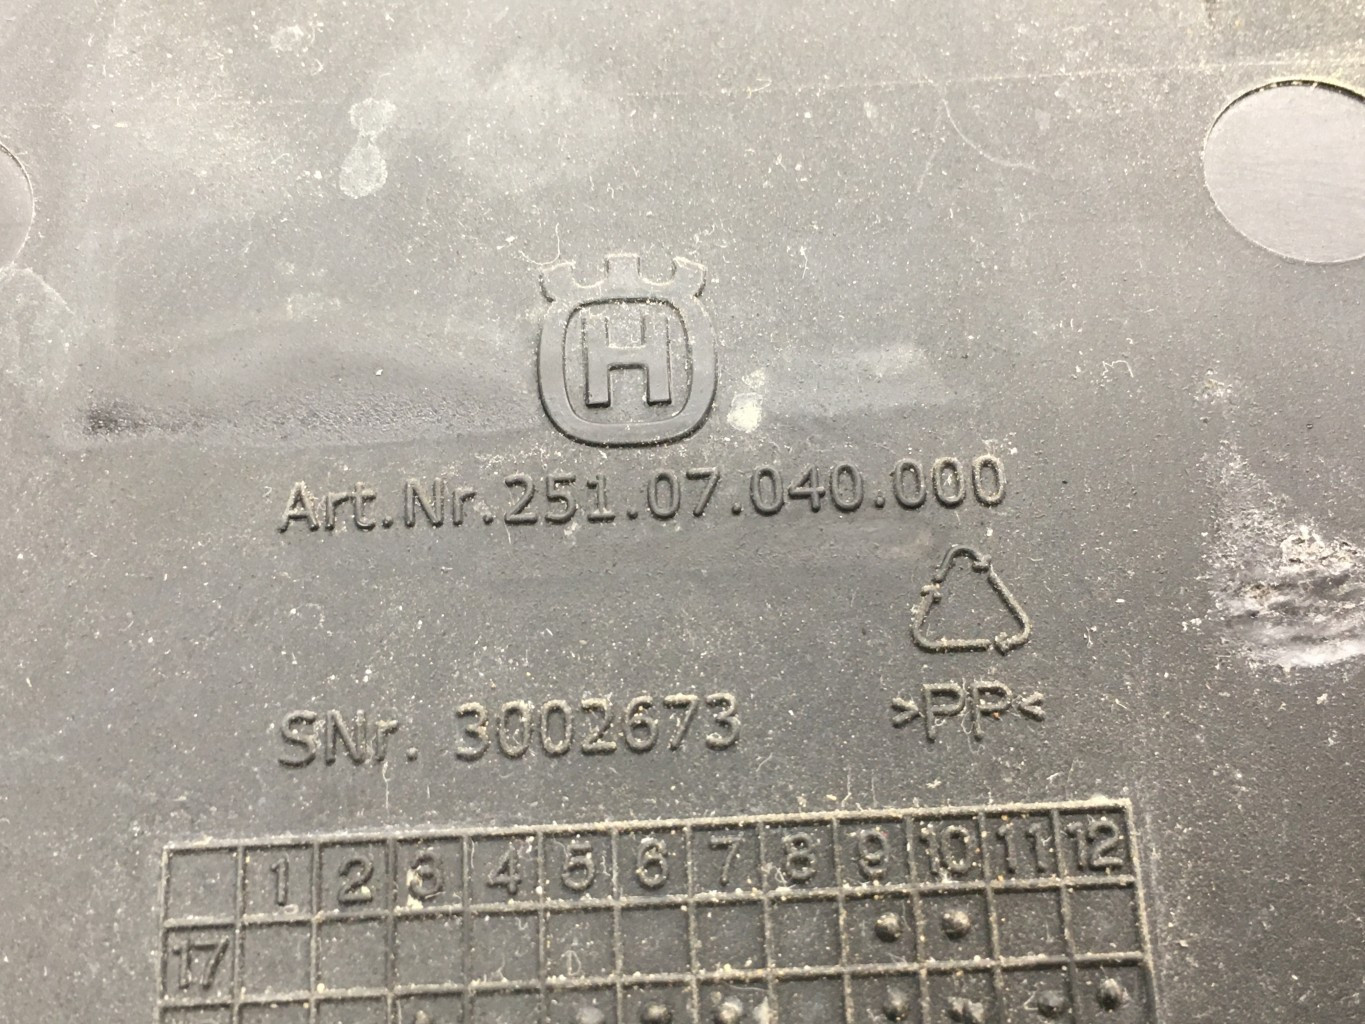 H
Art.Nr.251.07.040.000
SNr. 3002673
>PP<
1 2 3 4 5 6 7 8 9 10 11 12
17